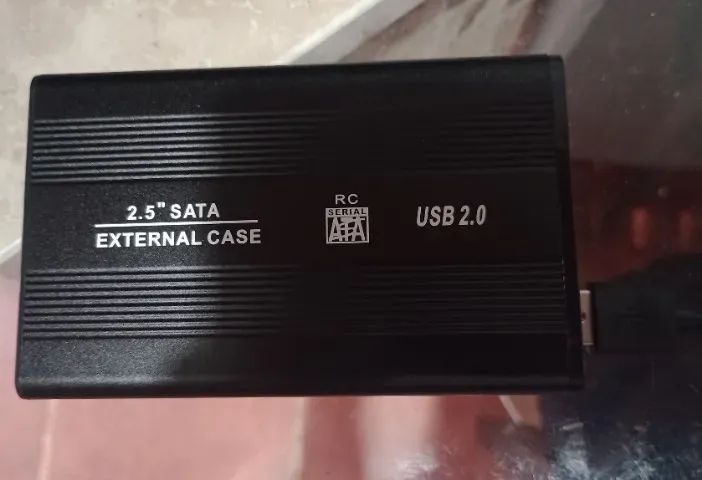 2.5" SATA
EXTERNAL CASE
RC
SERIAL
ATA
USB 2.0